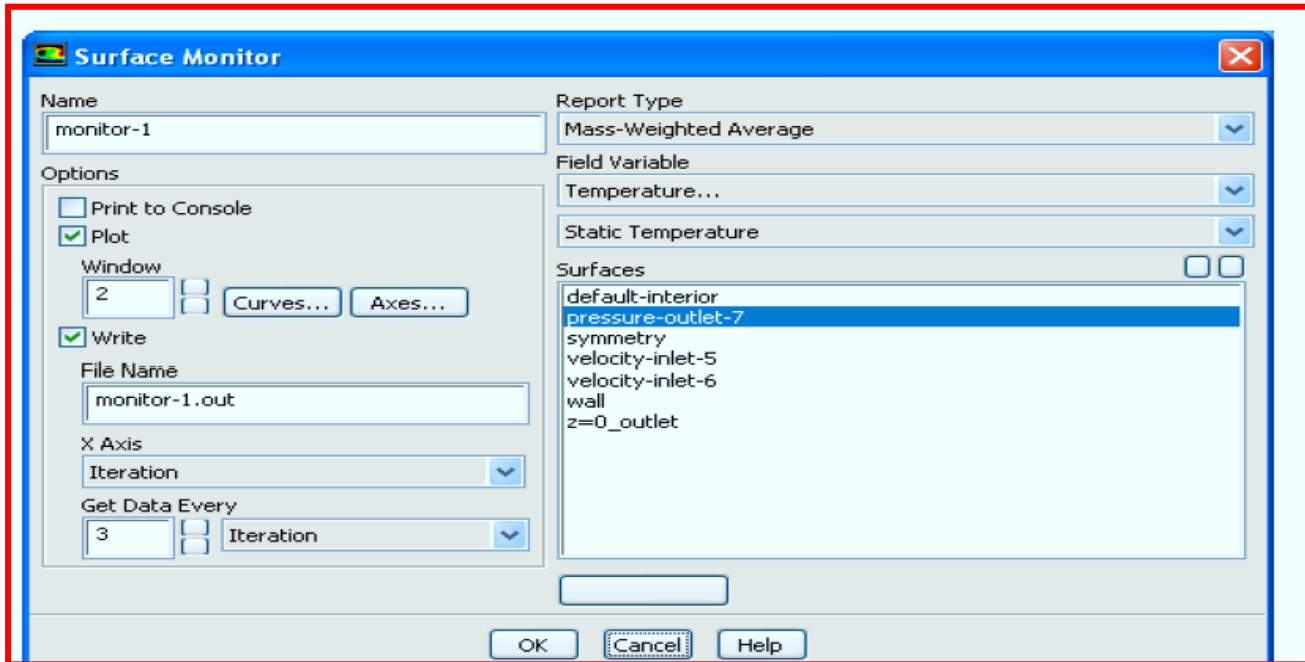 Surface Monitor
Name
monitor-1
Options
Print to Console
Plot
Window
2
Curves...
Axes...
Write
File Name
monitor-1.out
X Axis
Iteration
Get Data Every
3
Iteration
Report Type
Mass-Weighted Average
Field Variable
Temperature...
Static Temperature
Surfaces
default-interior
pressure-outlet-7
symmetry
velocity-inlet-5
velocity-inlet-6
wall
z=0_outlet
OK
Cancel
Help